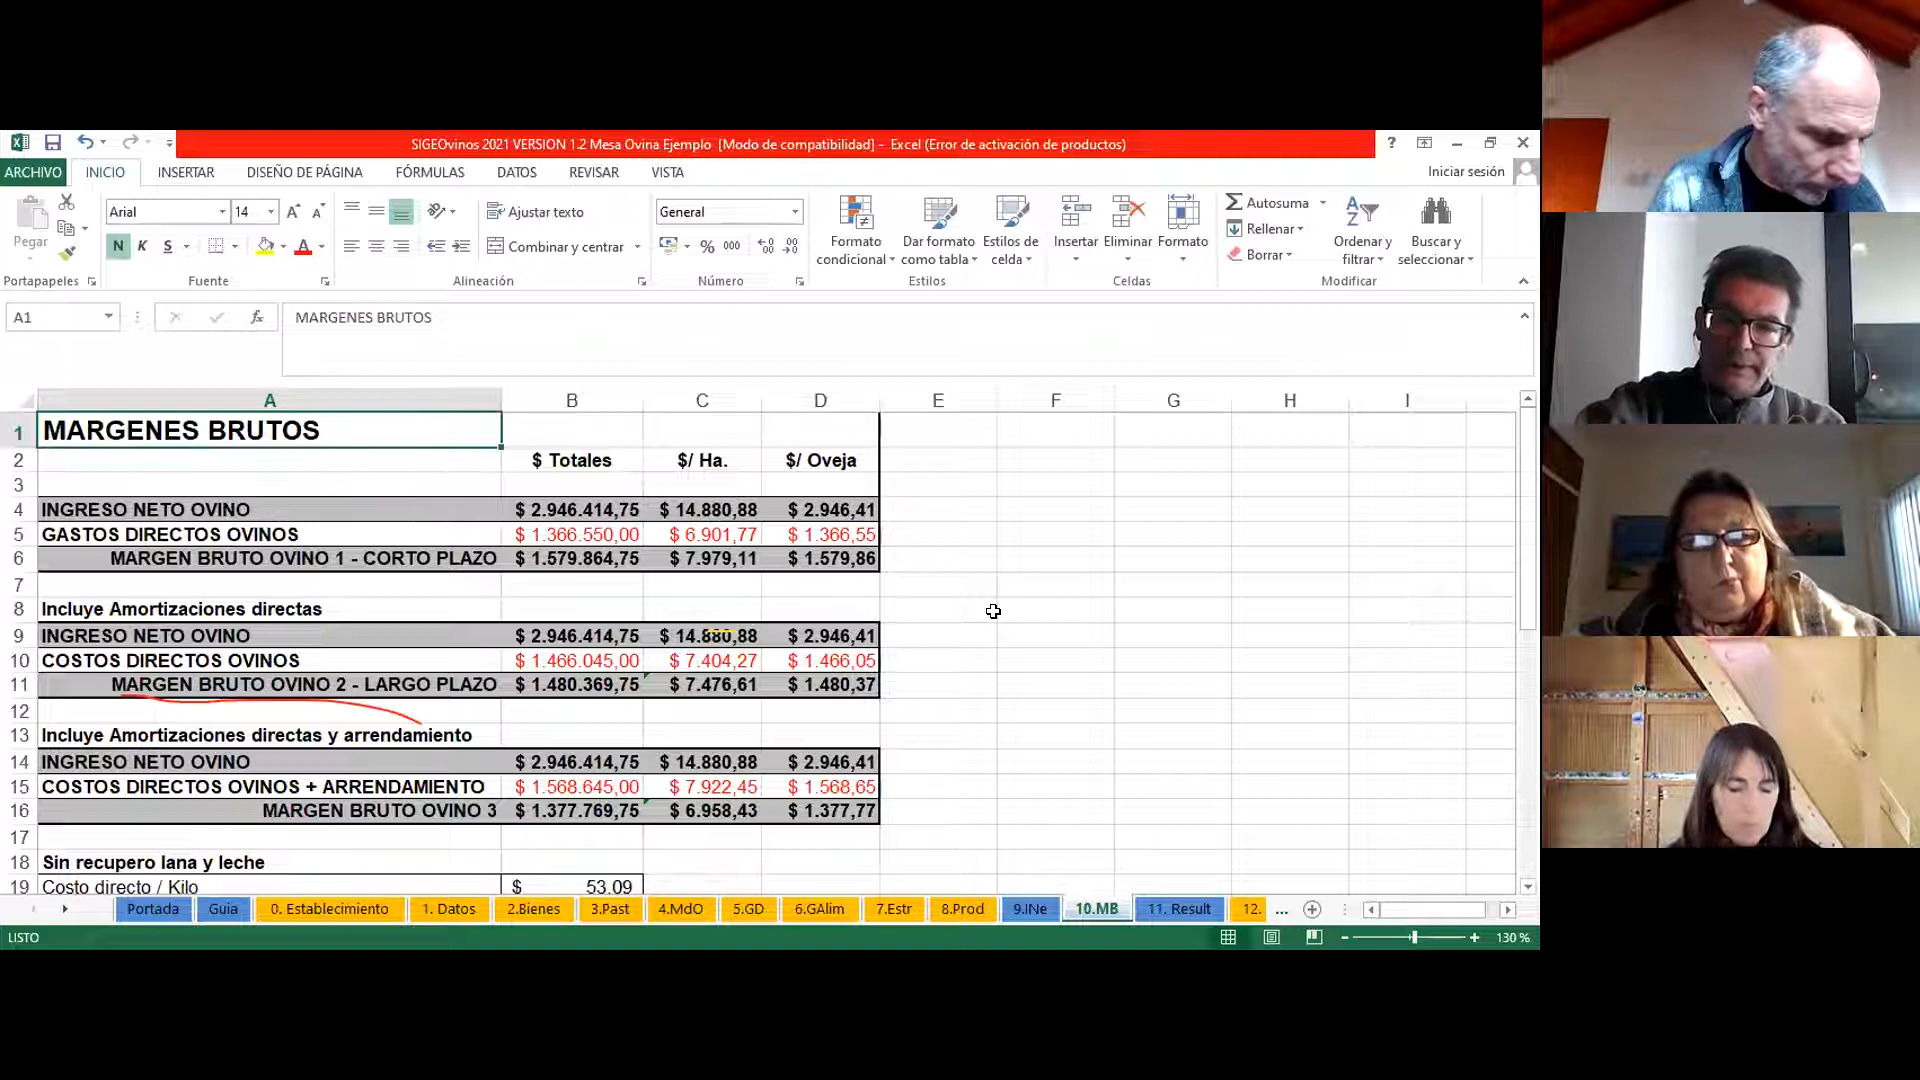 SIGEOvinos 2021 VERSION 1.2 Mesa Ovina Ejemplo [Modo de compatibilidad] - Excel (Error de activación de productos)
ARCHIVO INICIO INSERTAR DISEÑO DE PÁGINA FÓRMULAS DATOS REVISAR VISTA Iniciar sesión
Pegar
Arial 14
N K S
Ajustar texto
Combinar y centrar
General
% 000
Formato condicional
Dar formato como tabla
Estilos de celda
Insertar Eliminar Formato
Autosuma
Rellenar
Borrar
Ordenar y filtrar
Buscar y seleccionar
Portapapeles Fuente Alineación Número Estilos Celdas Modificar
A1 fx MARGENES BRUTOS
A B C D E F G H I
1 MARGENES BRUTOS
2 $ Totales $/ Ha. $/ Oveja
3
4 INGRESO NETO OVINO $ 2.946.414,75 $ 14.880,88 $ 2.946,41
5 GASTOS DIRECTOS OVINOS $ 1.366.550,00 $ 6.901,77 $ 1.366,55
6 MARGEN BRUTO OVINO 1 - CORTO PLAZO $ 1.579.864,75 $ 7.979,11 $ 1.579,86
7
8 Incluye Amortizaciones directas
9 INGRESO NETO OVINO $ 2.946.414,75 $ 14.880,88 $ 2.946,41
10 COSTOS DIRECTOS OVINOS $ 1.466.045,00 $ 7.404,27 $ 1.466,05
11 MARGEN BRUTO OVINO 2 - LARGO PLAZO $ 1.480.369,75 $ 7.476,61 $ 1.480,37
12
13 Incluye Amortizaciones directas y arrendamiento
14 INGRESO NETO OVINO $ 2.946.414,75 $ 14.880,88 $ 2.946,41
15 COSTOS DIRECTOS OVINOS + ARRENDAMIENTO $ 1.568.645,00 $ 7.922,45 $ 1.568,65
16 MARGEN BRUTO OVINO 3 $ 1.377.769,75 $ 6.958,43 $ 1.377,77
17
18 Sin recupero lana y leche
19 Costo directo / Kilo $ 53.09
Portada Guia 0. Establecimiento 1. Datos 2.Bienes 3.Past 4.MdO 5.GD 6.GAlim 7.Estr 8.Prod 9.INe 10.MB 11. Result 12. ...
LISTO 130 %